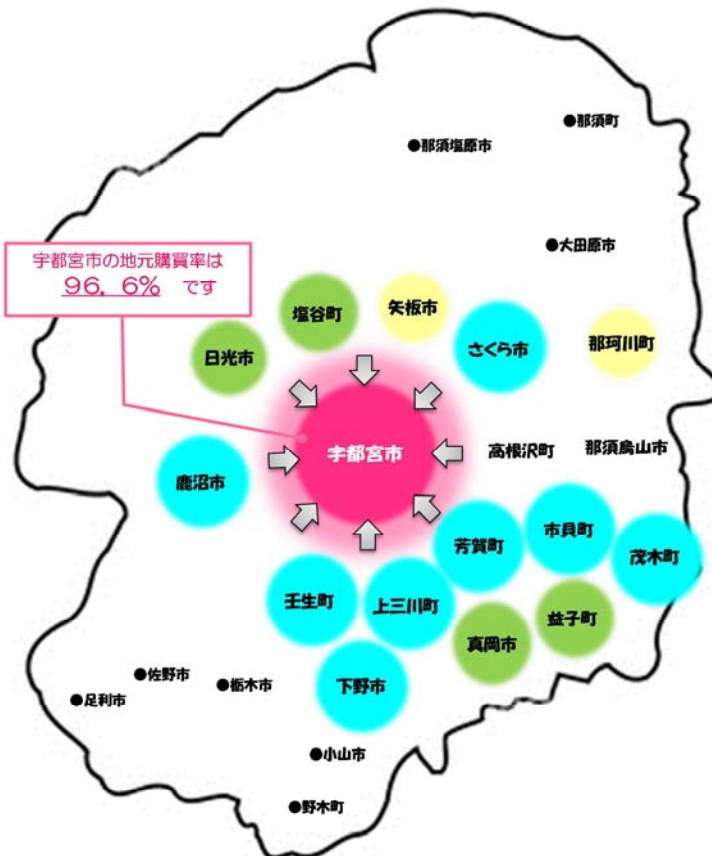 ●那須町
●那須塩原市
●大田原市
宇都宮市の地元購買率は
96.6% です
塩谷町
矢板市
さくら市
那珂川町
日光市
宇都宮市
高根沢町
那須烏山市
鹿沼市
芳賀町
市貝町
茂木町
壬生町
上三川町
益子町
真岡市
●佐野市
●栃木市
下野市
●足利市
●小山市
●野木町